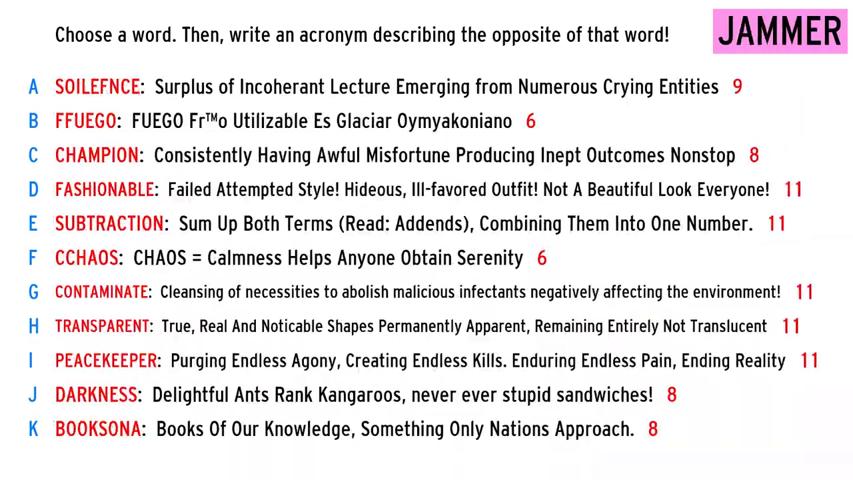 Choose a word. Then, write an acronym describing the opposite of that word!
JAMMER
A SOILEFNCE: Surplus of Incoherant Lecture Emerging from Numerous Crying Entities 9
B FFUEGO: FUEGO Fr™o Utilizable Es Glaciar Oymyakoniano 6
C CHAMPION: Consistently Having Awful Misfortune Producing Inept Outcomes Nonstop 8
D FASHIONABLE: Failed Attempted Style! Hideous, Ill-favored Outfit! Not A Beautiful Look Everyone! 11
E SUBTRACTION: Sum Up Both Terms (Read: Addends), Combining Them Into One Number. 11
F CCHAOS: CHAOS = Calmness Helps Anyone Obtain Serenity 6
G CONTAMINATE: Cleansing of necessities to abolish malicious infectants negatively affecting the environment! 11
H TRANSPARENT: True, Real And Noticable Shapes Permanently Apparent, Remaining Entirely Not Translucent 11
I PEACEKEEPER: Purging Endless Agony, Creating Endless Kills. Enduring Endless Pain, Ending Reality 11
J DARKNESS: Delightful Ants Rank Kangaroos, never ever stupid sandwiches! 8
K BOOKSONA: Books Of Our Knowledge, Something Only Nations Approach. 8